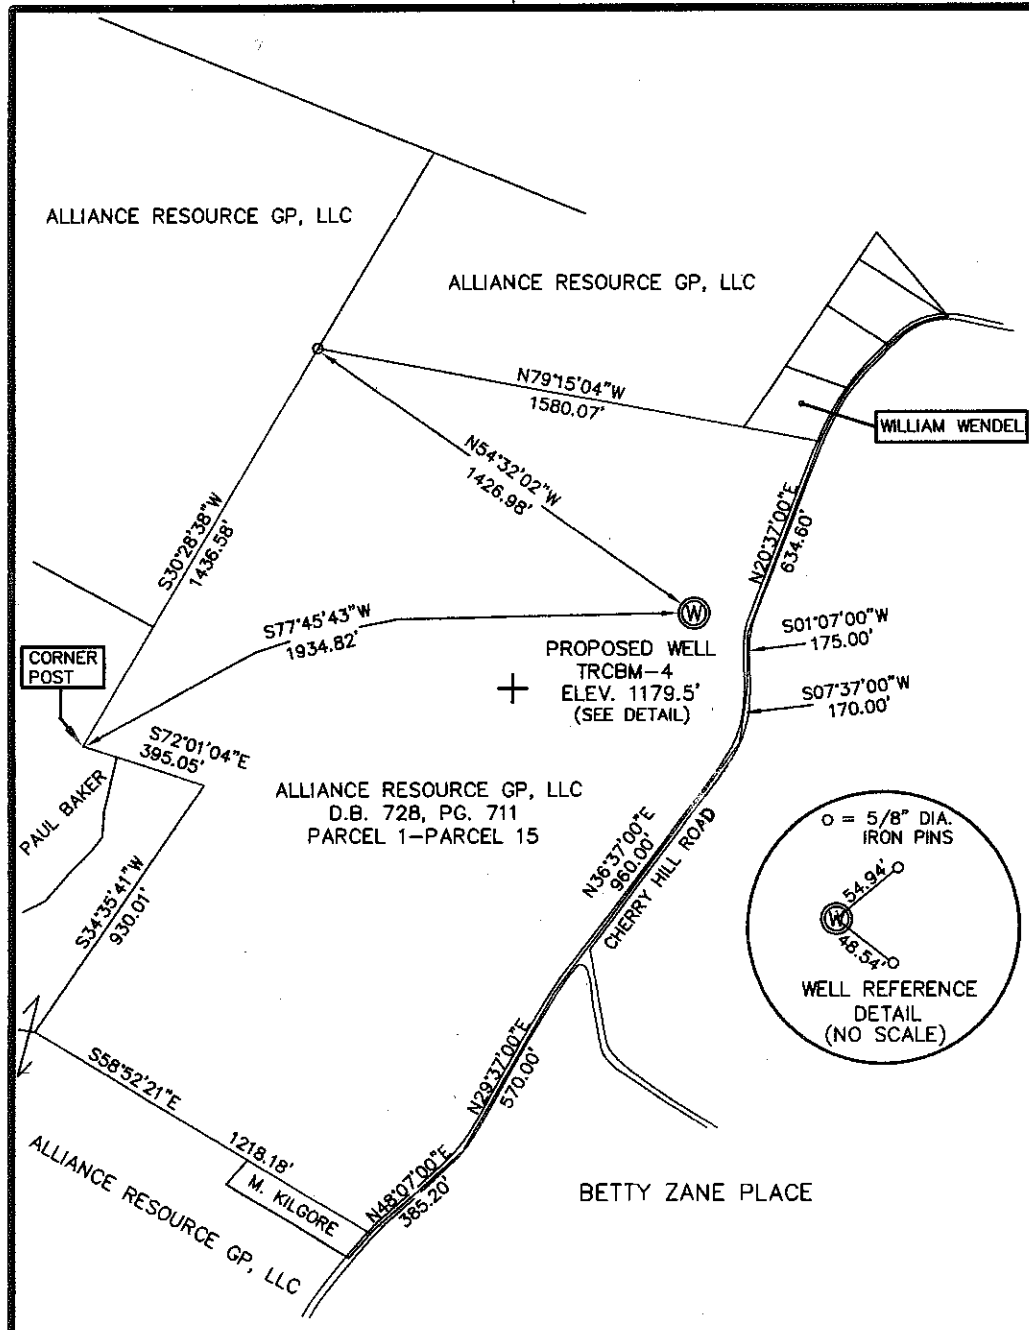 ALLIANCE RESOURCE GP, LLC
ALLIANCE RESOURCE GP, LLC
N79°15'04"W
1580.07'
WILLIAM WENDEL
N54°32'02"W
1426.98'
S30°28'38"W
1436.58'
N20°37'00"E
634.60'
S77°45'43"W
1934.82'
W
PROPOSED WELL
TRCBM-4
ELEV. 1179.5'
(SEE DETAIL)
S01°07'00"W
175.00'
S07°37'00"W
170.00'
CORNER
POST
S72°01'04"E
395.05'
PAUL BAKER
ALLIANCE RESOURCE GP, LLC
D.B. 728, PG. 711
PARCEL 1-PARCEL 15
S34°35'41"W
930.01'
N36°37'00"E
960.00'
CHERRY HILL ROAD
O = 5/8" DIA.
IRON PINS
54.94'
W
48.54'
WELL REFERENCE
DETAIL
(NO SCALE)
N29°37'00"E
570.00'
S58°52'21"E
1218.18'
M. KILGORE
N48°07'00"E
385.20'
ALLIANCE RESOURCE GP, LLC
BETTY ZANE PLACE